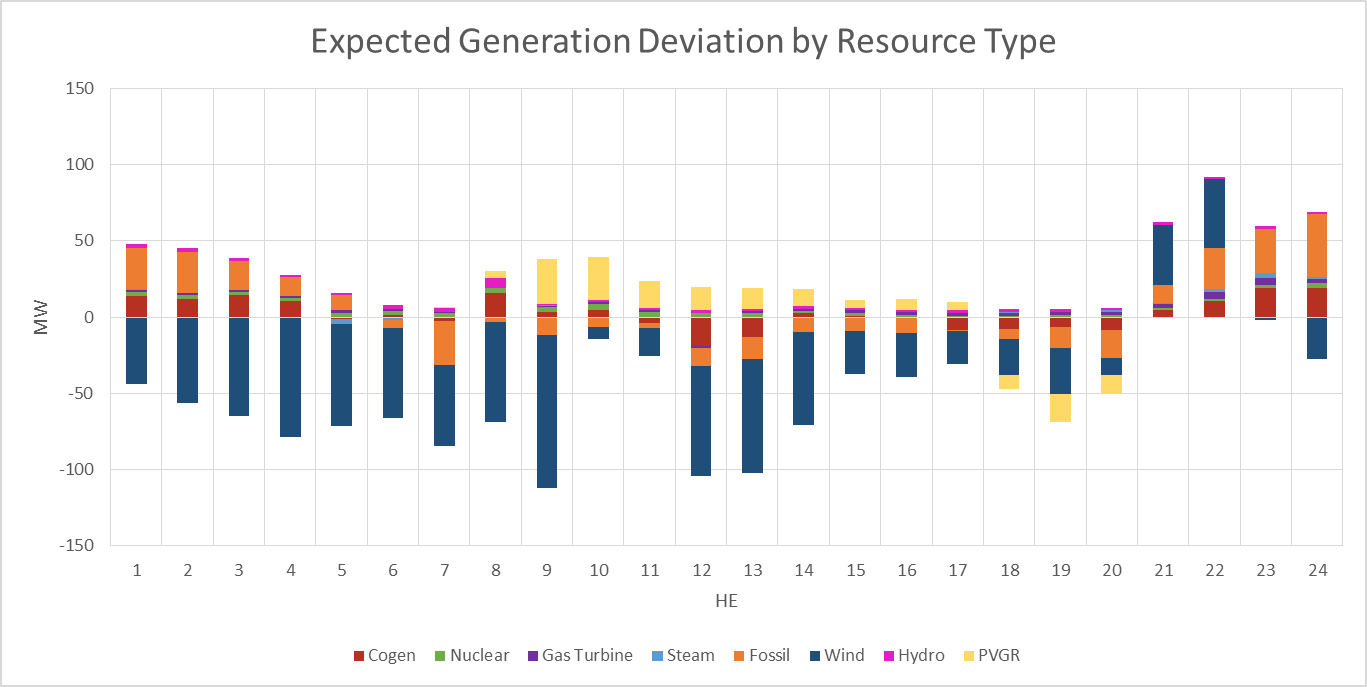 Expected Generation Deviation by Resource Type
150
100
50
0
-50
-100
-150
MW
1 2 3 4 5 6 7 8 9 10 11 12 13 14 15 16 17 18 19 20 21 22 23 24
HE
Cogen Nuclear Gas Turbine Steam Fossil Wind Hydro PVGR